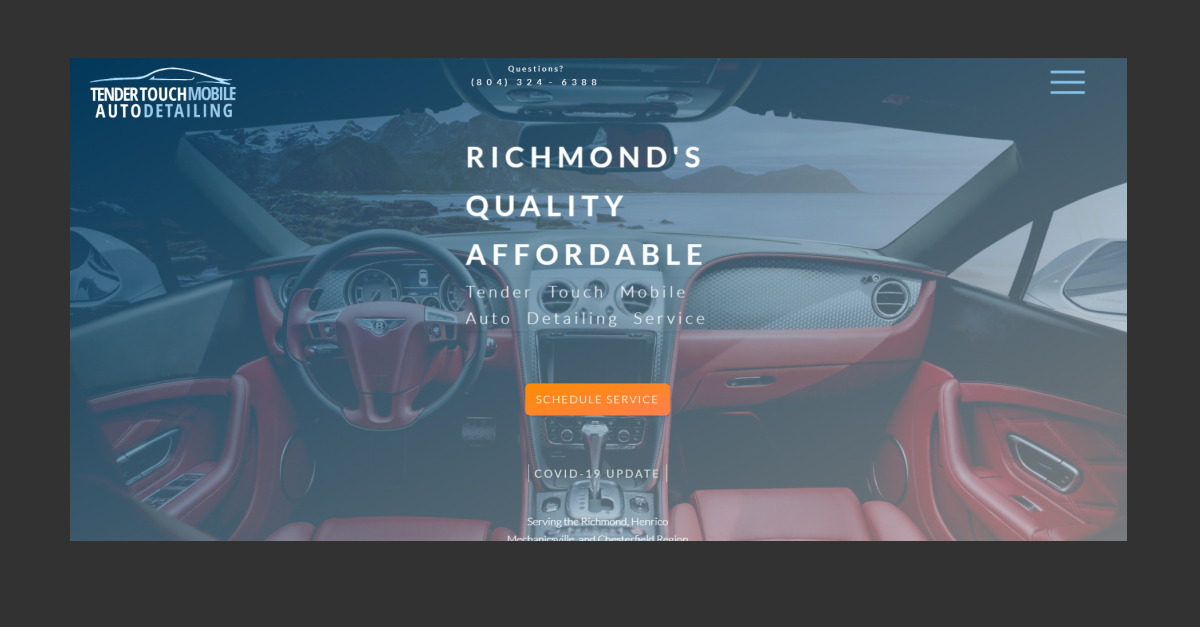 TENDER TOUCH MOBILE
AUTO DETAILING
Questions?
(804) 324 - 6388
RICHMOND'S
QUALITY
AFFORDABLE
Tender Touch Mobile
Auto Detailing Service
SCHEDULE SERVICE
| COVID-19 UPDATE |
Serving the Richmond, Henrico
Mechanicsville, and Chesterfield Region